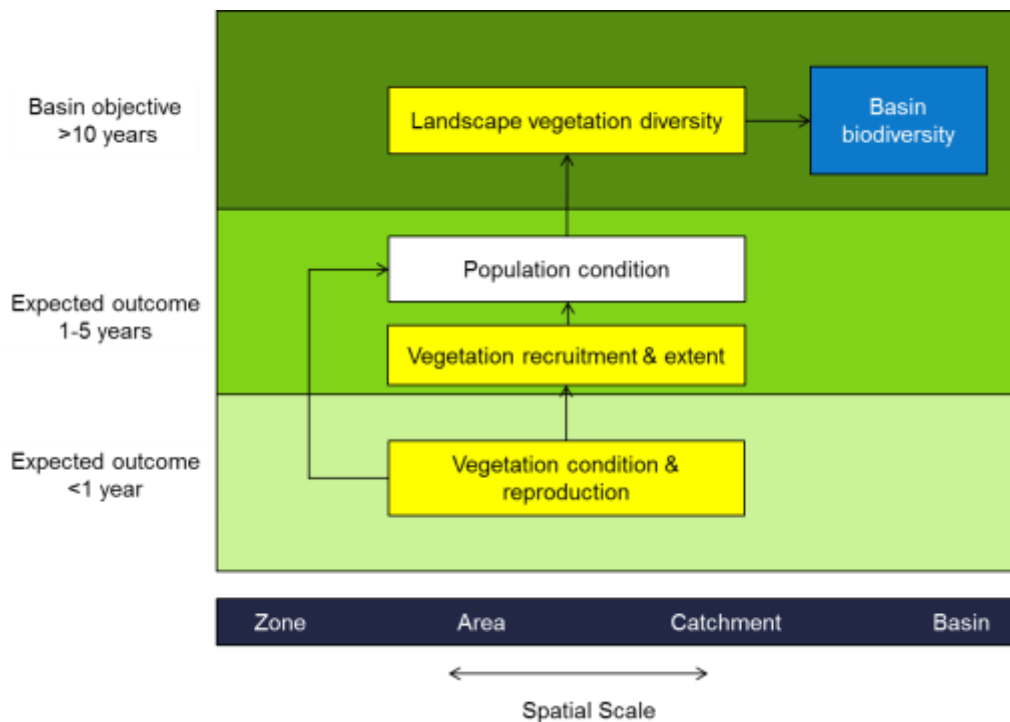 Basin objective
>10 years
Landscape vegetation diversity
Basin
biodiversity
Population condition
Expected outcome
1-5 years
Vegetation recruitment & extent
Expected outcome
<1 year
Vegetation condition &
reproduction
Zone
Area
Catchment
Basin
Spatial Scale